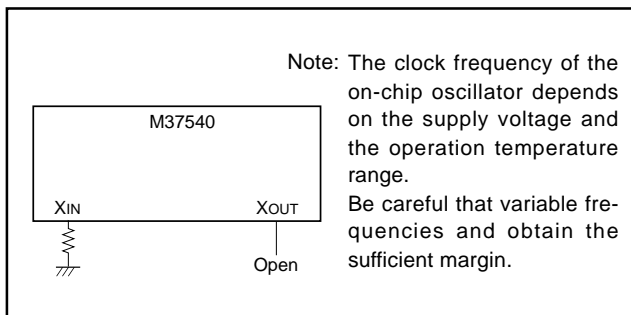 Note: The clock frequency of the
on-chip oscillator depends
on the supply voltage and
the operation temperature
range.
Be careful that variable fre-
quencies and obtain the
sufficient margin.
M37540
XIN
XOUT
Open